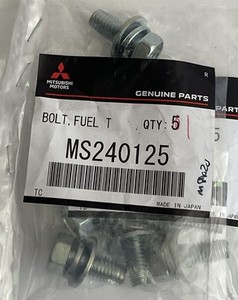 R
MITSUBISHI
MOTORS
GENUINE PARTS
BOLT,FUEL T QTY: 5
MS240125
TC
MADE IN JAPAN